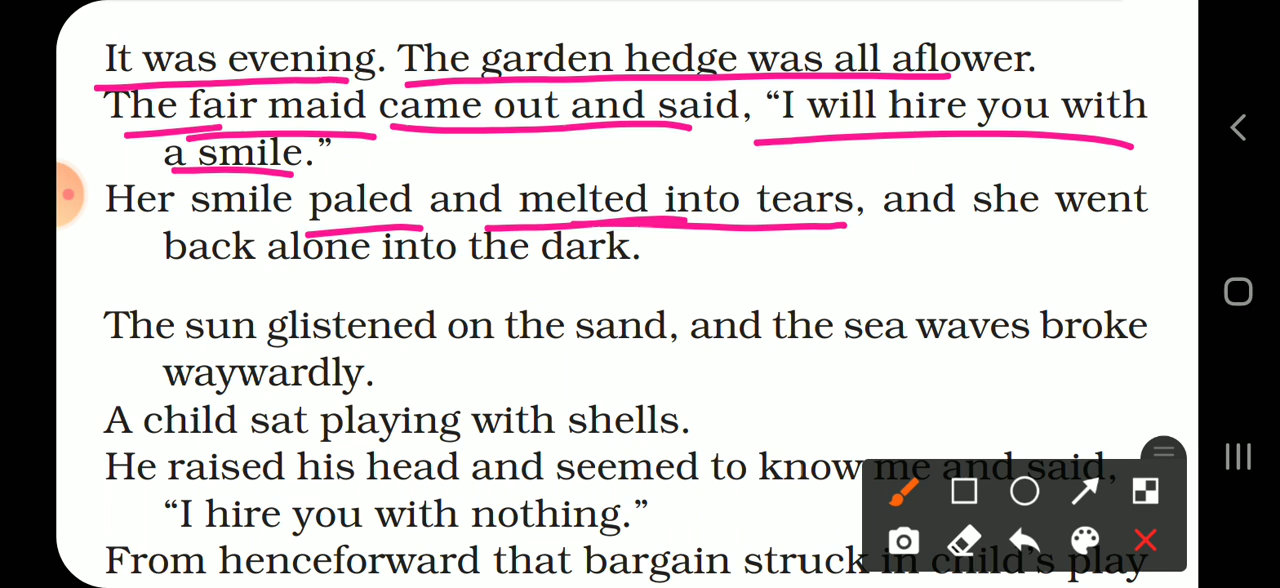 It was evening. The garden hedge was all aflower.
The fair maid came out and said, “I will hire you with
a smile.”
Her smile paled and melted into tears, and she went
back alone into the dark.
The sun glistened on the sand, and the sea waves broke
waywardly.
A child sat playing with shells.
He raised his head and seemed to know me and said,
“I hire you with nothing.”
From henceforward that bargain struck in child’s play